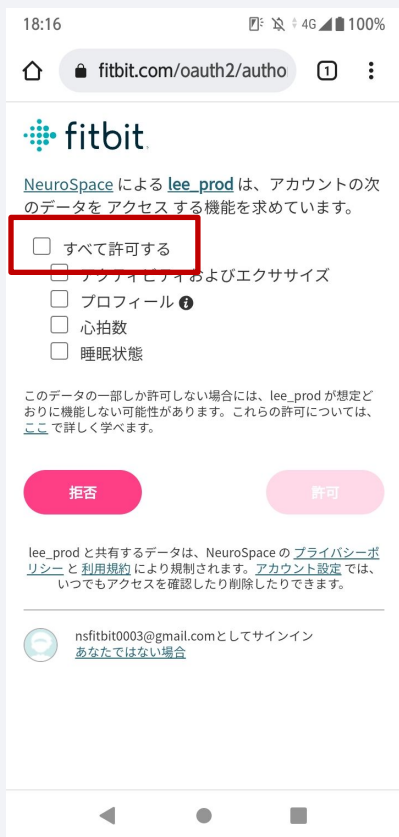 18:16
4G 100%
fitbit.com/oauth2/autho
1
fitbit
NeuroSpace による lee_prod は、アカウントの次
のデータを アクセス する機能を求めています。
すべて許可する
アクティビティおよびエクササイズ
プロフィール
心拍数
睡眠状態
このデータの一部しか許可しない場合には、lee_prod が想定ど
おりに機能しない可能性があります。これらの許可については、
ここ で詳しく学べます。
拒否
許可
lee_prod と共有するデータは、NeuroSpace の プライバシーポ
リシー と 利用規約 により規制されます。アカウント設定 では、
いつでもアクセスを確認したり削除したりできます。
nsfitbit0003@gmail.comとしてサインイン
あなたではない場合